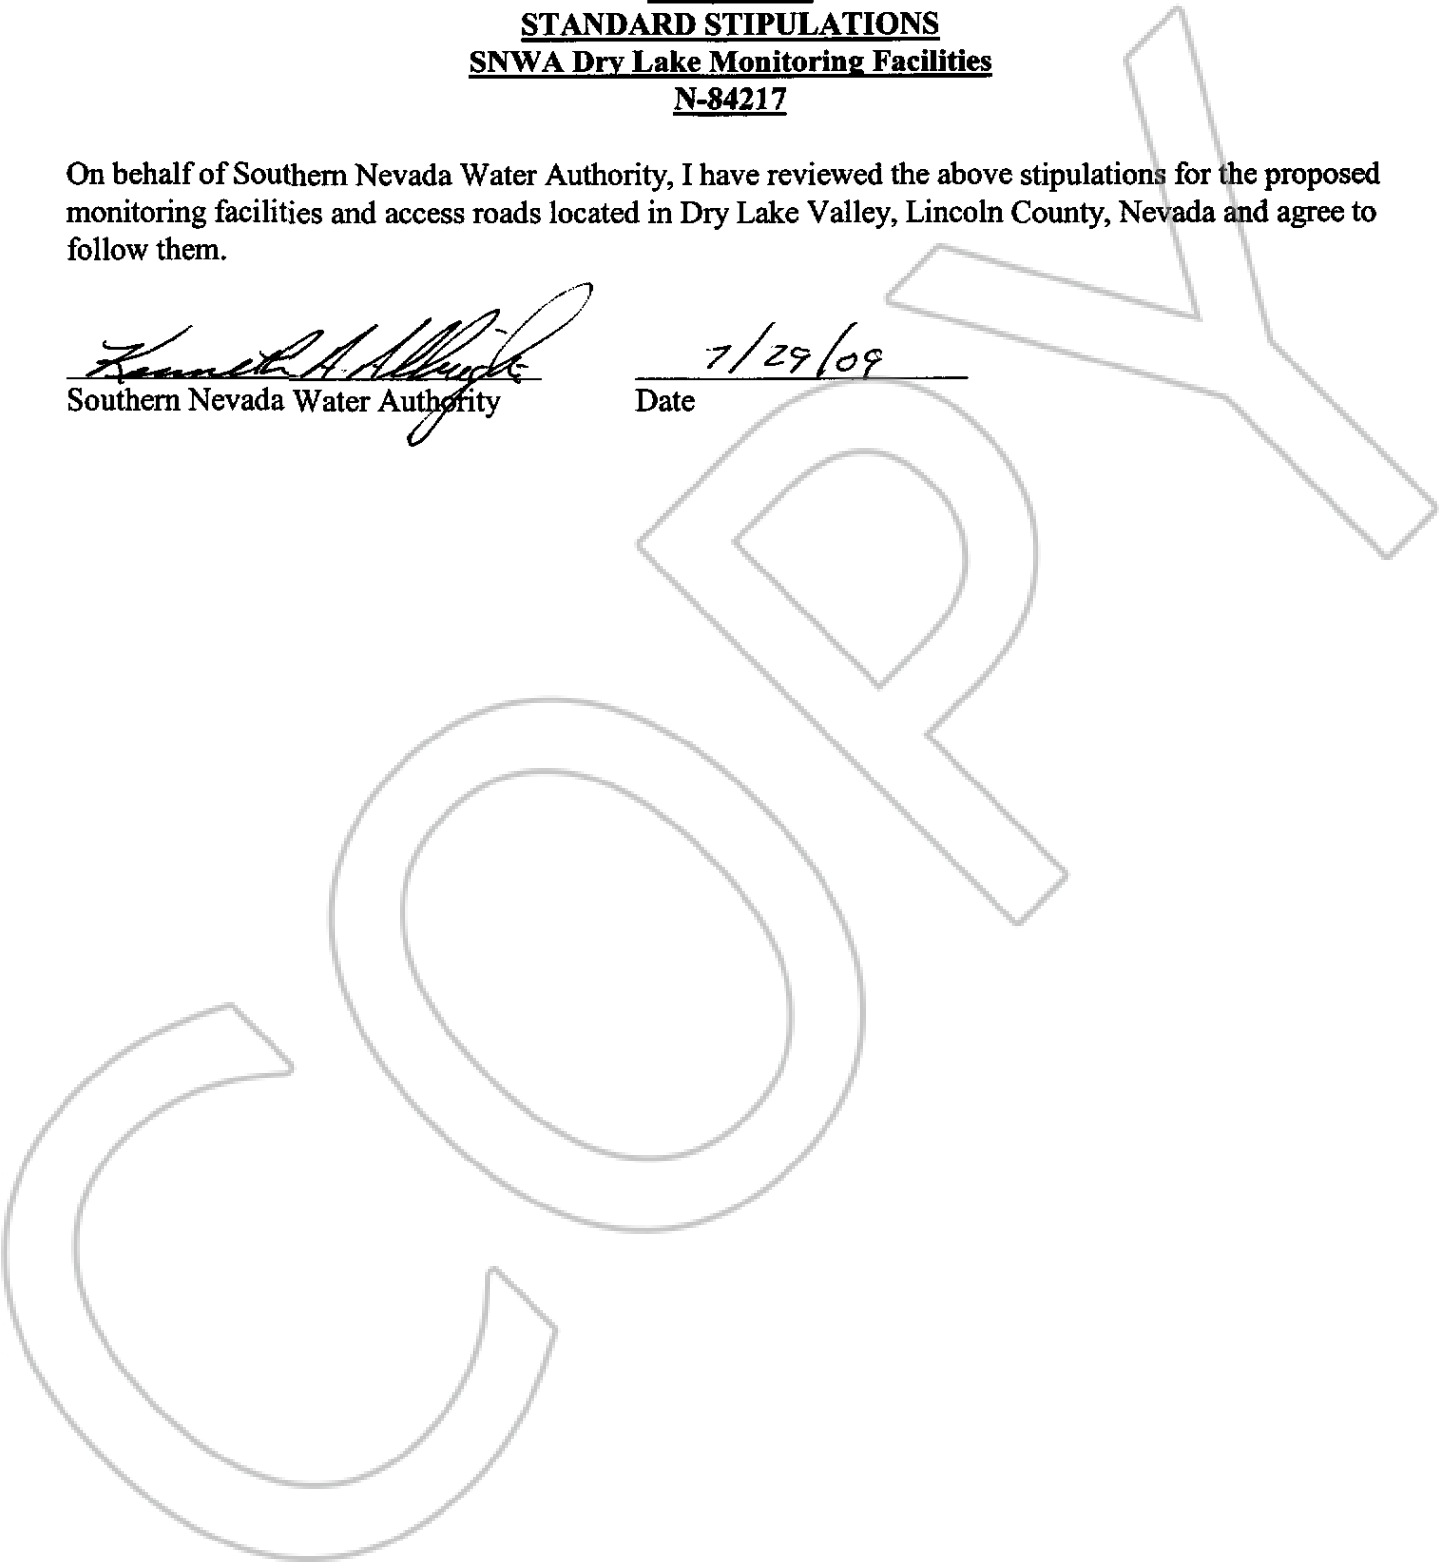 STANDARD STIPULATIONS
SNWA Dry Lake Monitoring Facilities
N-84217
On behalf of Southern Nevada Water Authority, I have reviewed the above stipulations for the proposed
monitoring facilities and access roads located in Dry Lake Valley, Lincoln County, Nevada and agree to
follow them.
Kenneth A. Albright 7/29/09
Southern Nevada Water Authority Date
COPY